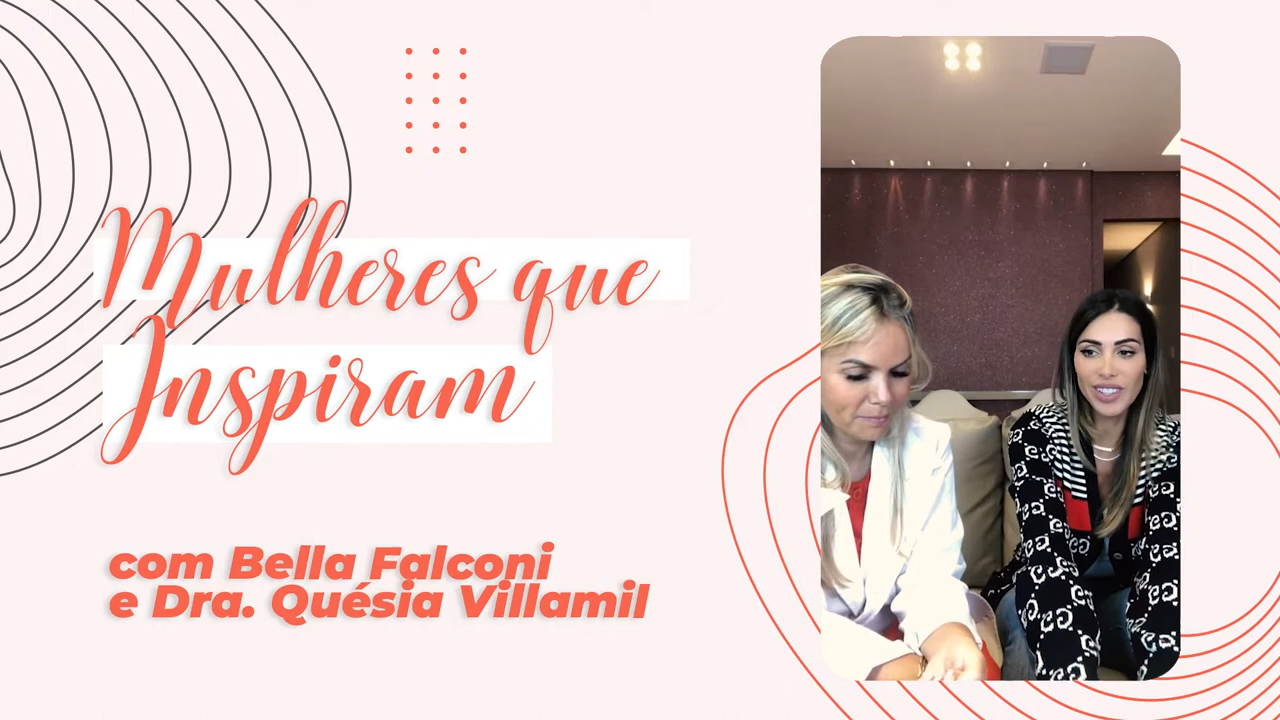 Mulheres que
Inspiram
com Bella Falconi
e Dra. Quésia Villamil